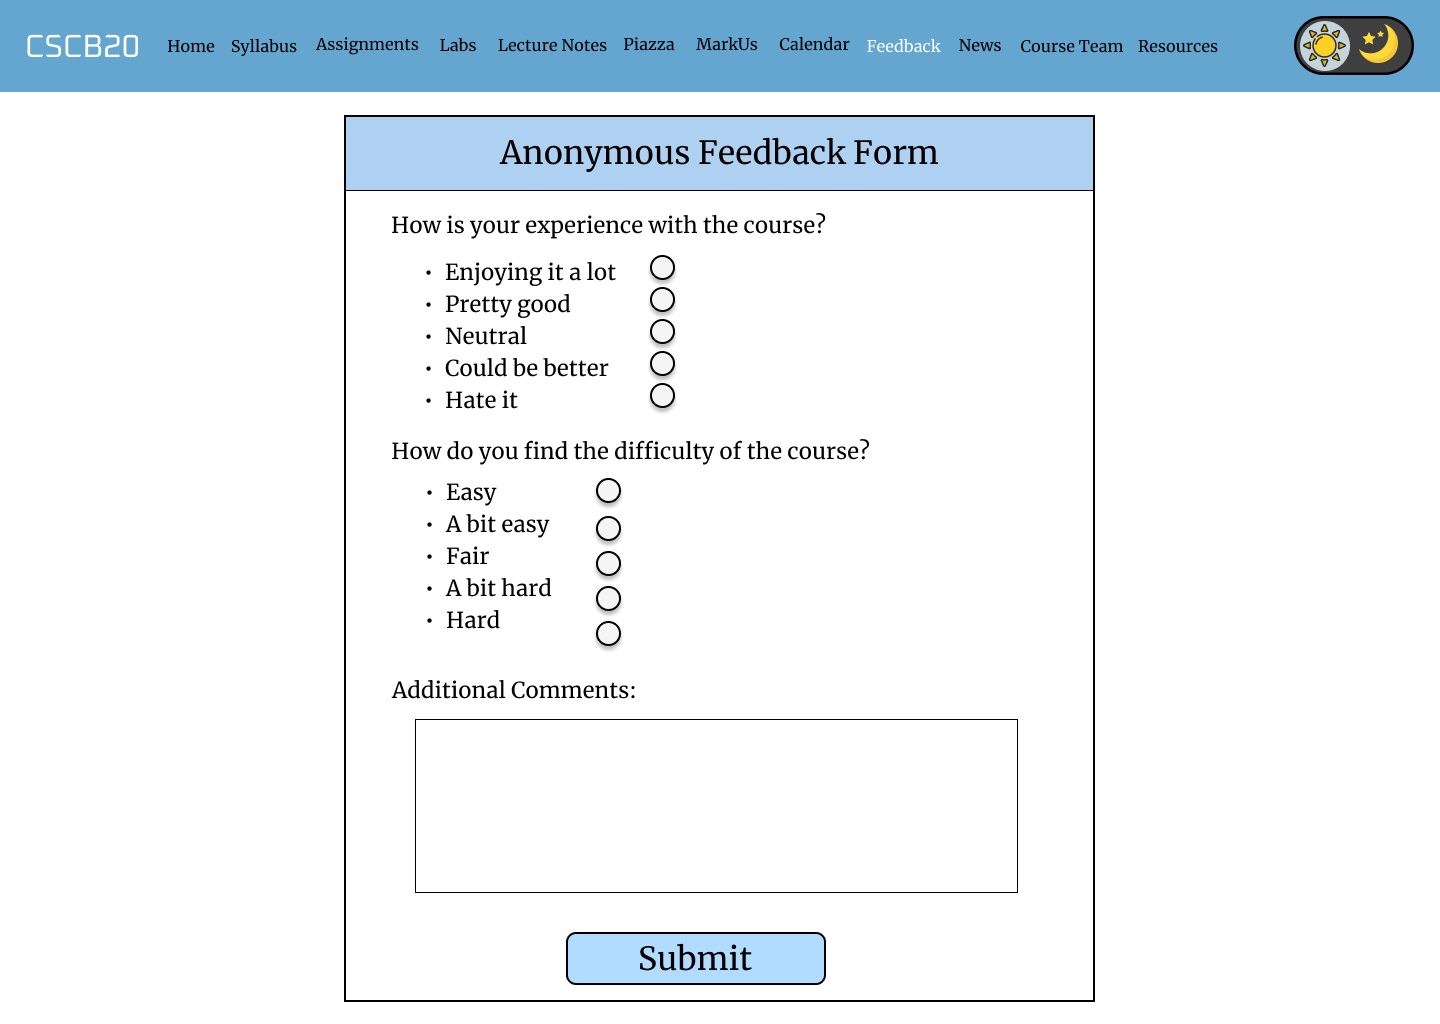 CSCB20 Home Syllabus Assignments Labs Lecture Notes Piazza MarkUs Calendar Feedback News Course Team Resources
Anonymous Feedback Form
How is your experience with the course?
• Enjoying it a lot
• Pretty good
• Neutral
• Could be better
• Hate it
How do you find the difficulty of the course?
• Easy
• A bit easy
• Fair
• A bit hard
• Hard
Additional Comments:
Submit